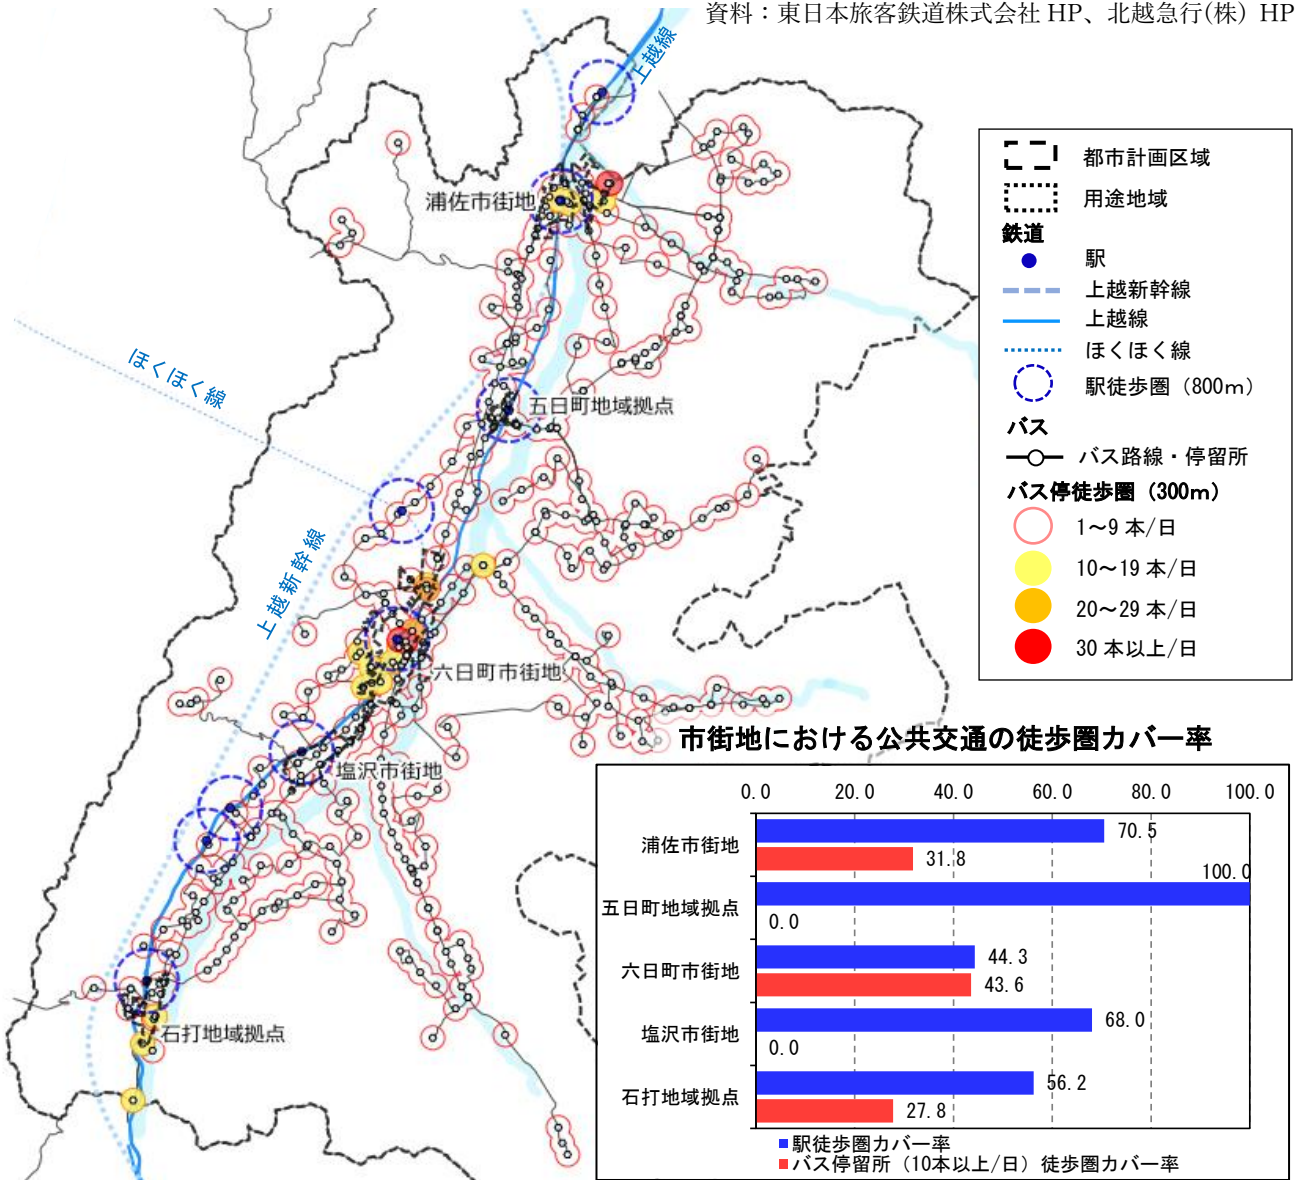 資料：東日本旅客鉄道株式会社 HP、北越急行(株) HP
上越線
浦佐市街地
ほくほく線
五日町地域拠点
上越新幹線
六日町市街地
塩沢市街地
石打地域拠点
都市計画区域
用途地域
鉄道
駅
上越新幹線
上越線
ほくほく線
駅徒歩圏（800m）
バス
バス路線・停留所
バス停徒歩圏（300m）
1～9 本/日
10～19 本/日
20～29 本/日
30 本以上/日
市街地における公共交通の徒歩圏カバー率
0.0 20.0 40.0 60.0 80.0 100.0
浦佐市街地 70.5
31.8
五日町地域拠点 100.0
0.0
六日町市街地 44.3
43.6
塩沢市街地 68.0
0.0
石打地域拠点 56.2
27.8
駅徒歩圏カバー率
バス停留所（10本以上/日）徒歩圏カバー率